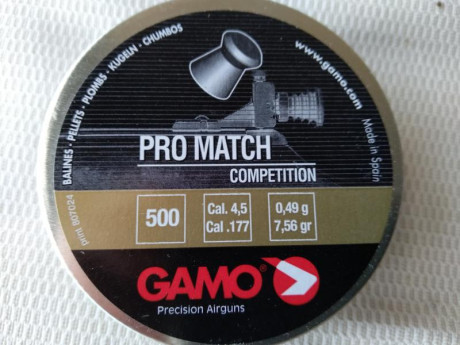 BALINES · PELLETS · PLOMBS · KUGELN · CHUMBOS
www.gamo.com
Made in Spain
PRO MATCH
COMPETITION
500
Cal. 4,5
Cal .177
0,49 g
7,56 gr
GAMO®
Precision Airguns